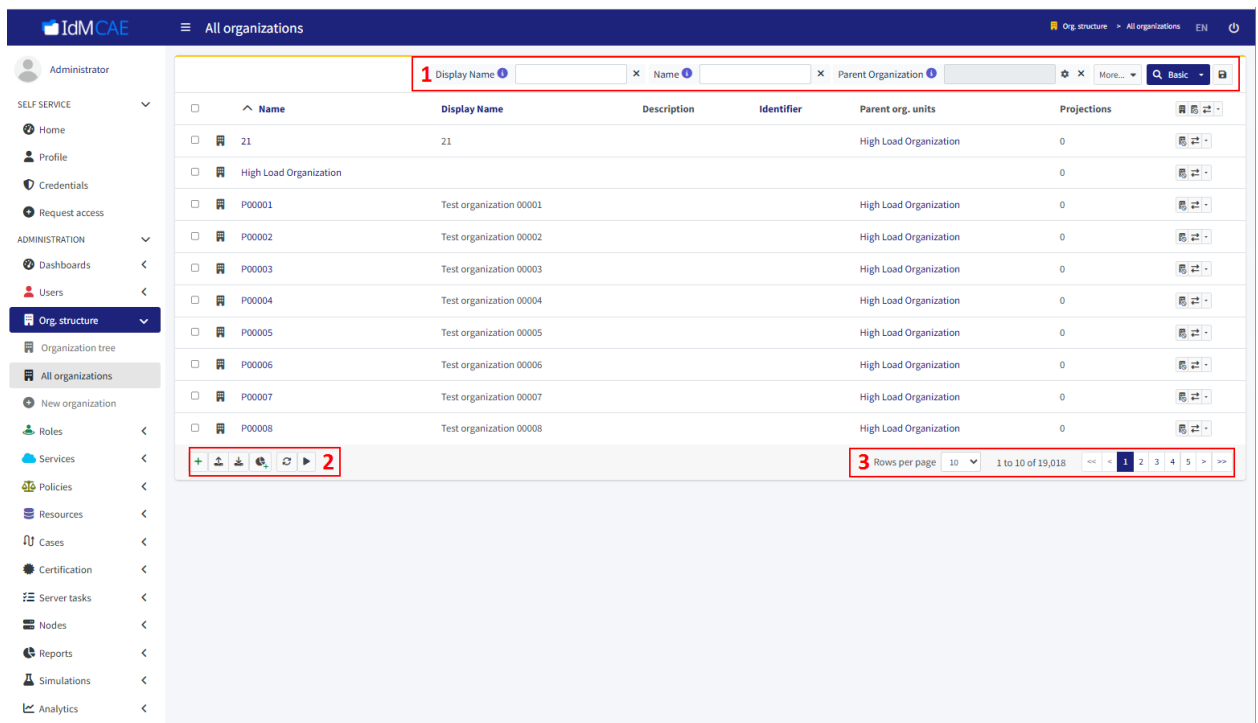 IdMCAE
All organizations
Org. structure > All organizations EN
Administrator
SELF SERVICE
Home
Profile
Credentials
Request access
ADMINISTRATION
Dashboards
Users
Org. structure
Organization tree
All organizations
New organization
Roles
Services
Policies
Resources
Cases
Certification
Server tasks
Nodes
Reports
Simulations
Analytics
1 Display Name Name Parent Organization More... Basic
Name Display Name Description Identifier Parent org. units Projections
21 21 High Load Organization 0
High Load Organization 0
P00001 Test organization 00001 High Load Organization 0
P00002 Test organization 00002 High Load Organization 0
P00003 Test organization 00003 High Load Organization 0
P00004 Test organization 00004 High Load Organization 0
P00005 Test organization 00005 High Load Organization 0
P00006 Test organization 00006 High Load Organization 0
P00007 Test organization 00007 High Load Organization 0
P00008 Test organization 00008 High Load Organization 0
2
3 Rows per page 10 1 to 10 of 19,018 << < 1 2 3 4 5 > >>